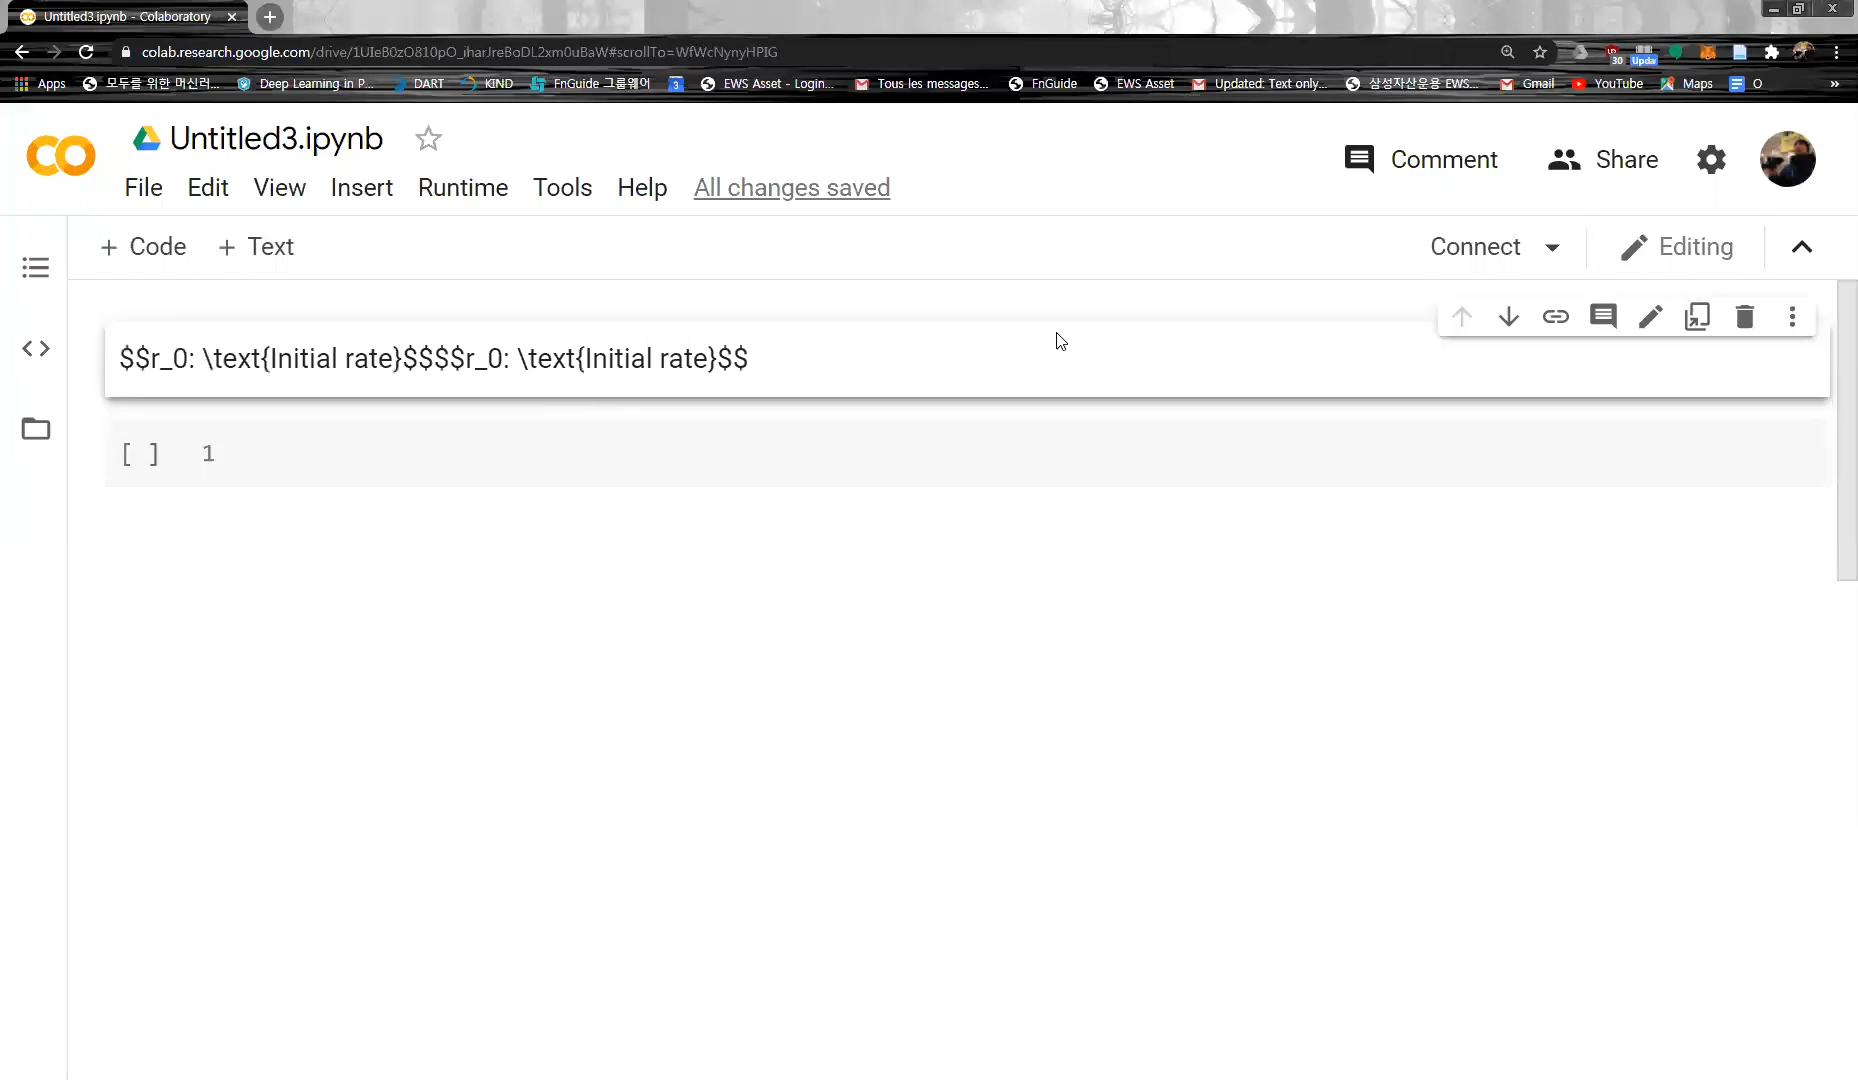 Untitled3.ipynb - Colaboratory
colab.research.google.com/drive/1UIeB0zO810pO_iharJreBoDL2xm0uBaW#scrollTo=WfWcNynyHPIG
30 Upda
Apps 모두를 위한 머신러... Deep Learning in P... DART KIND FnGuide 그룹웨어 3 EWS Asset - Login... Tous les messages... FnGuide EWS Asset Updated: Text only... 삼성자산운용 EWS... Gmail YouTube Maps O »
Untitled3.ipynb
Comment Share
File Edit View Insert Runtime Tools Help All changes saved
+ Code + Text Connect Editing
$$r_0: \text{Initial rate}$$$$r_0: \text{Initial rate}$$
[ ] 1